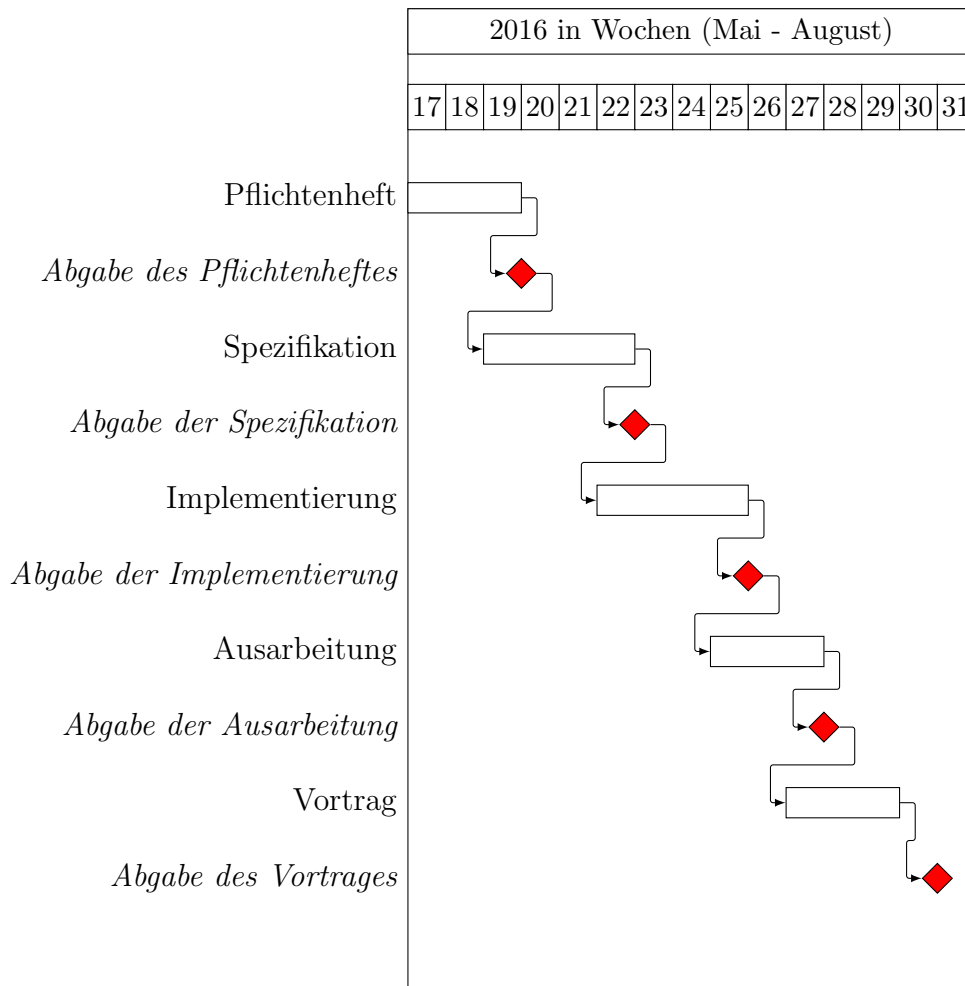 2016 in Wochen (Mai - August)
17 18 19 20 21 22 23 24 25 26 27 28 29 30 31
Pflichtenheft
Abgabe des Pflichtenheftes
Spezifikation
Abgabe der Spezifikation
Implementierung
Abgabe der Implementierung
Ausarbeitung
Abgabe der Ausarbeitung
Vortrag
Abgabe des Vortrages